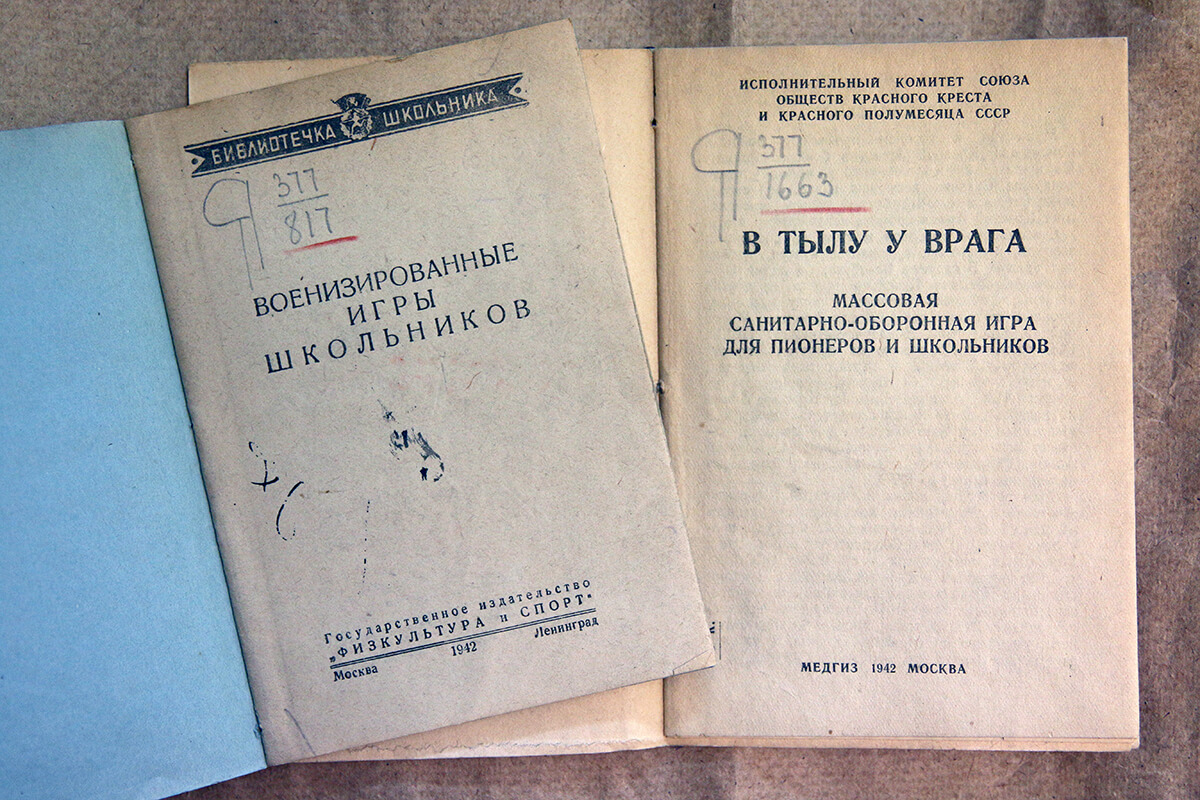 БИБЛИОТЕЧКА ШКОЛЬНИКА
377
817
ВОЕНИЗИРОВАННЫЕ
ИГРЫ
ШКОЛЬНИКОВ
Государственное издательство
„ФИЗКУЛЬТУРА и СПОРТ“
Москва 1942 Ленинград
ИСПОЛНИТЕЛЬНЫЙ КОМИТЕТ СОЮЗА
ОБЩЕСТВ КРАСНОГО КРЕСТА
И КРАСНОГО ПОЛУМЕСЯЦА СССР
377
1663
В ТЫЛУ У ВРАГА
МАССОВАЯ
САНИТАРНО-ОБОРОННАЯ ИГРА
ДЛЯ ПИОНЕРОВ И ШКОЛЬНИКОВ
МЕДГИЗ 1942 МОСКВА